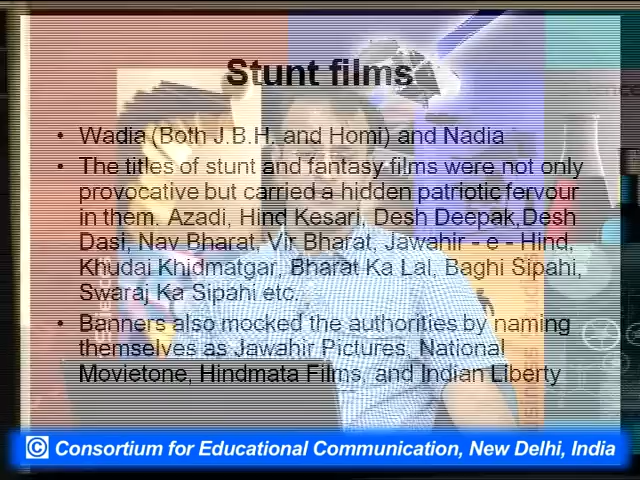 Stunt films
• Wadia (Both J.B.H. and Homi) and Nadia
• The titles of stunt and fantasy films were not only
provocative but carried a hidden patriotic fervour
in them. Azadi, Hind Kesari, Desh Deepak,Desh
Dasi, Nav Bharat, Vir Bharat, Jawahir - e - Hind,
Khudai Khidmatgar, Bharat Ka Lal, Baghi Sipahi,
Swaraj Ka Sipahi etc.
• Banners also mocked the authorities by naming
themselves as Jawahir Pictures, National
Movietone, Hindmata Films, and Indian Liberty
© Consortium for Educational Communication, New Delhi, India